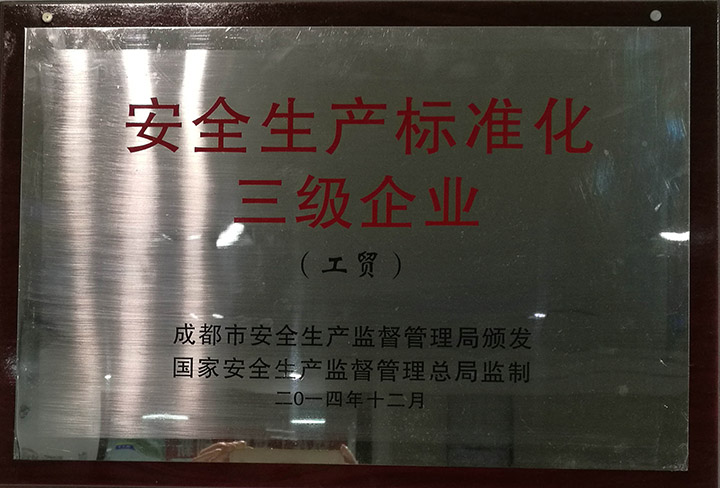 安全生产标准化
三级企业
（工贸）
成都市安全生产监督管理局颁发
国家安全生产监督管理总局监制
二0一四年十二月